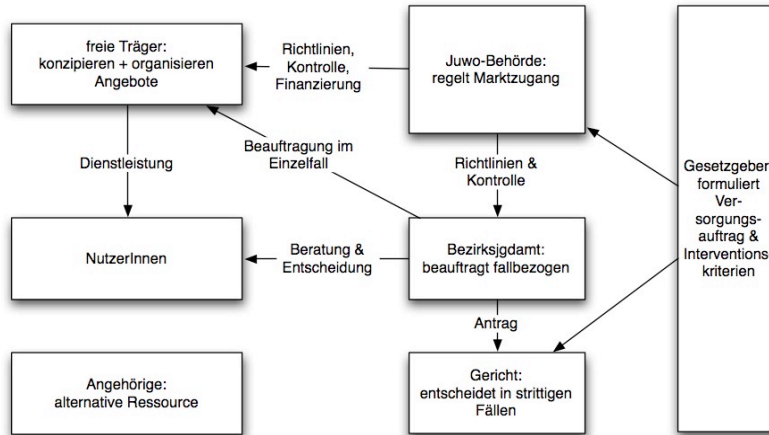 freie Träger:
konzipieren + organisieren
Angebote
Richtlinien,
Kontrolle,
Finanzierung
Juwo-Behörde:
regelt Marktzugang
Dienstleistung
Beauftragung im
Einzelfall
Richtlinien &
Kontrolle
Gesetzgeber
formuliert
Ver-
sorgungs-
auftrag &
Interventions-
kriterien
NutzerInnen
Beratung &
Entscheidung
Bezirksjgdamt:
beauftragt fallbezogen
Antrag
Angehörige:
alternative Ressource
Gericht:
entscheidet in strittigen
Fällen